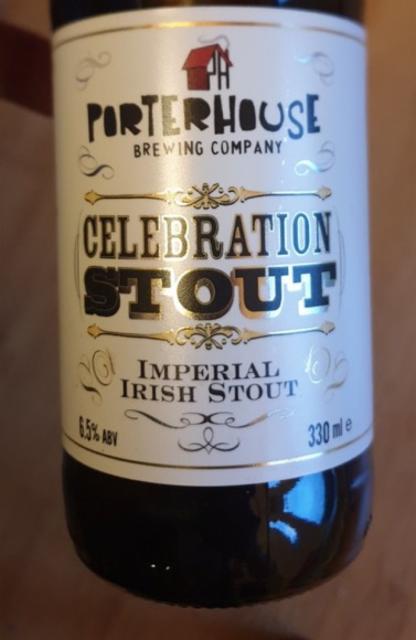 PH
PORTERHOUSE
BREWING COMPANY
CELEBRATION
STOUT
IMPERIAL
IRISH STOUT
6.5% ABV
330 ml e